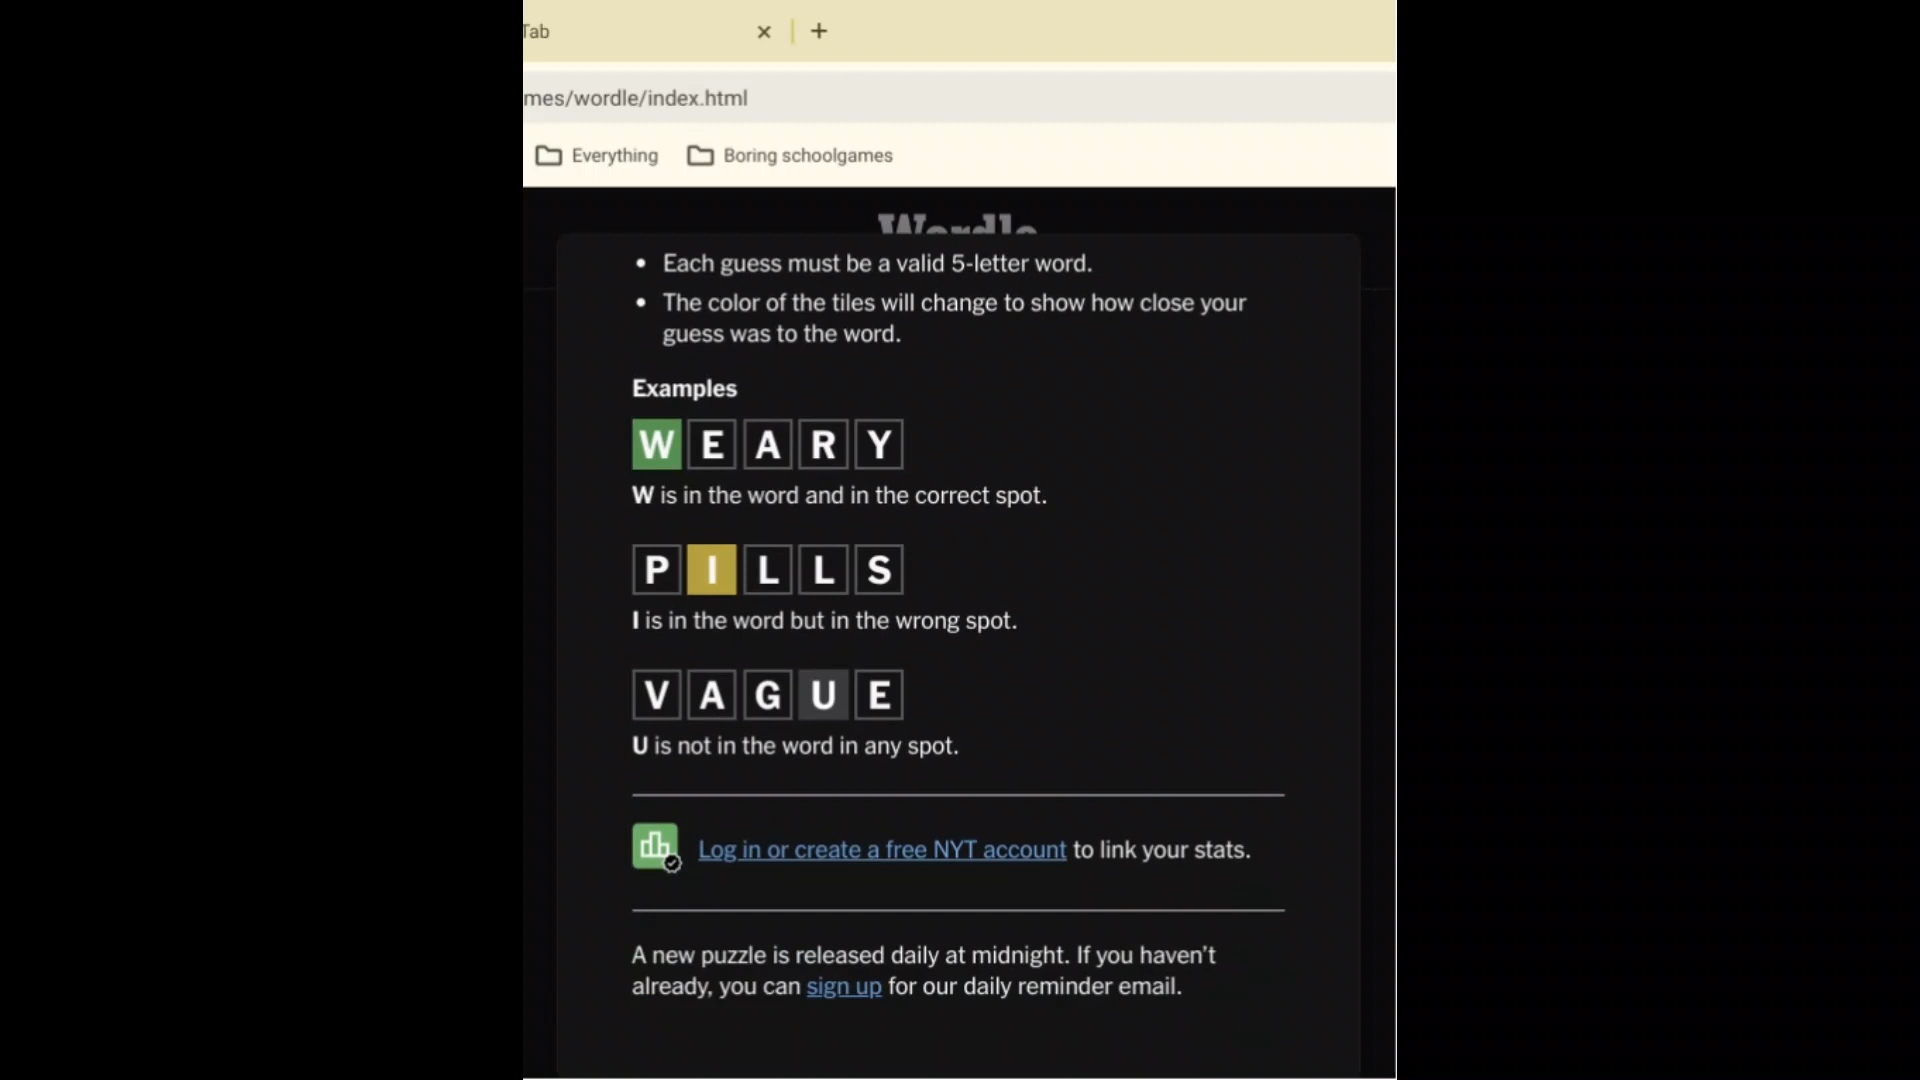 Tab
mes/wordle/index.html
Everything Boring schoolgames
Wordle
• Each guess must be a valid 5-letter word.
• The color of the tiles will change to show how close your
guess was to the word.
Examples
WEARY
W is in the word and in the correct spot.
PILLS
I is in the word but in the wrong spot.
VAGUE
U is not in the word in any spot.
Log in or create a free NYT account to link your stats.
A new puzzle is released daily at midnight. If you haven't
already, you can sign up for our daily reminder email.